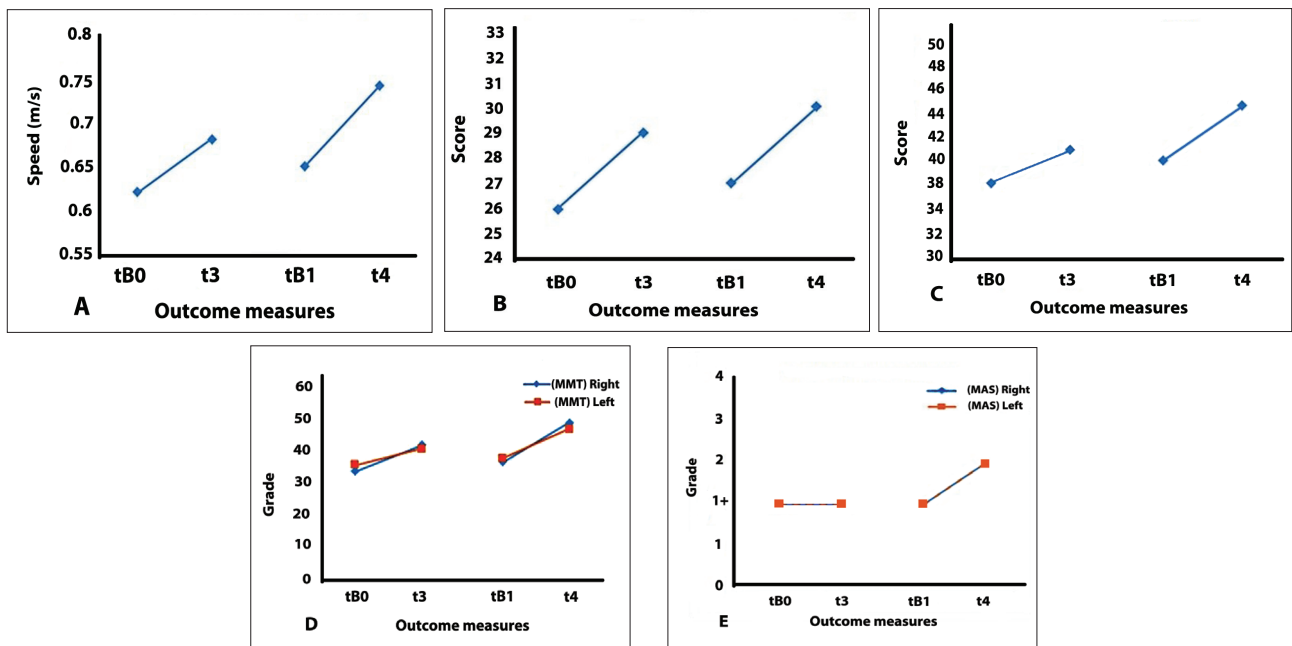 0.8
0.75
0.7
0.65
0.6
0.55
Speed (m/s)
tB0 t3 tB1 t4
A
Outcome measures
33
32
31
30
29
28
27
26
25
24
Score
tB0 t3 tB1 t4
B
Outcome measures
50
48
46
44
42
40
38
34
32
30
Score
tB0 t3 tB1 t4
C
Outcome measures
60
50
40
30
20
10
0
Grade
(MMT) Right
(MMT) Left
tB0 t3 tB1 t4
D
Outcome measures
4
3
2
1+
1
0
Grade
(MAS) Right
(MAS) Left
tB0 t3 tB1 t4
E
Outcome measures